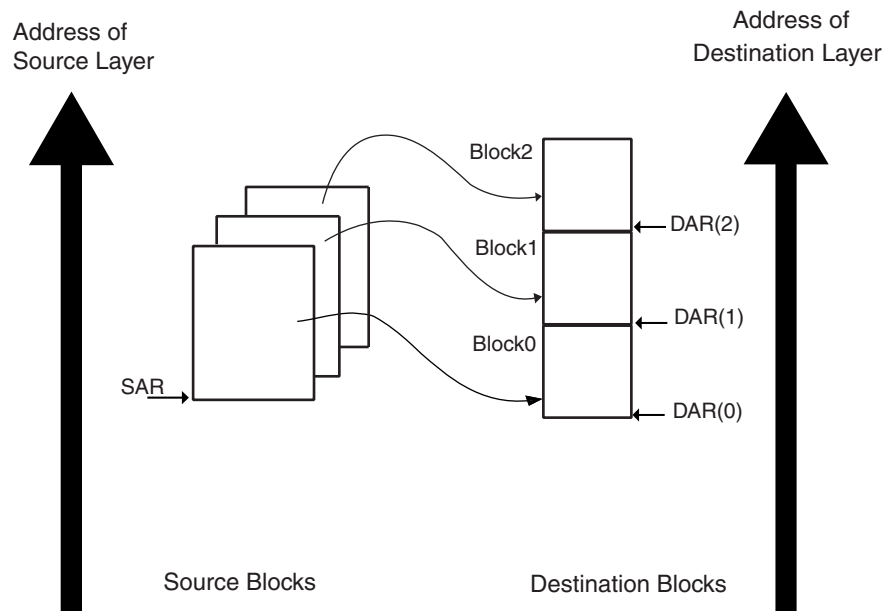 Address of
Source Layer
Address of
Destination Layer
Block2
DAR(2)
Block1
DAR(1)
Block0
SAR
DAR(0)
Source Blocks
Destination Blocks